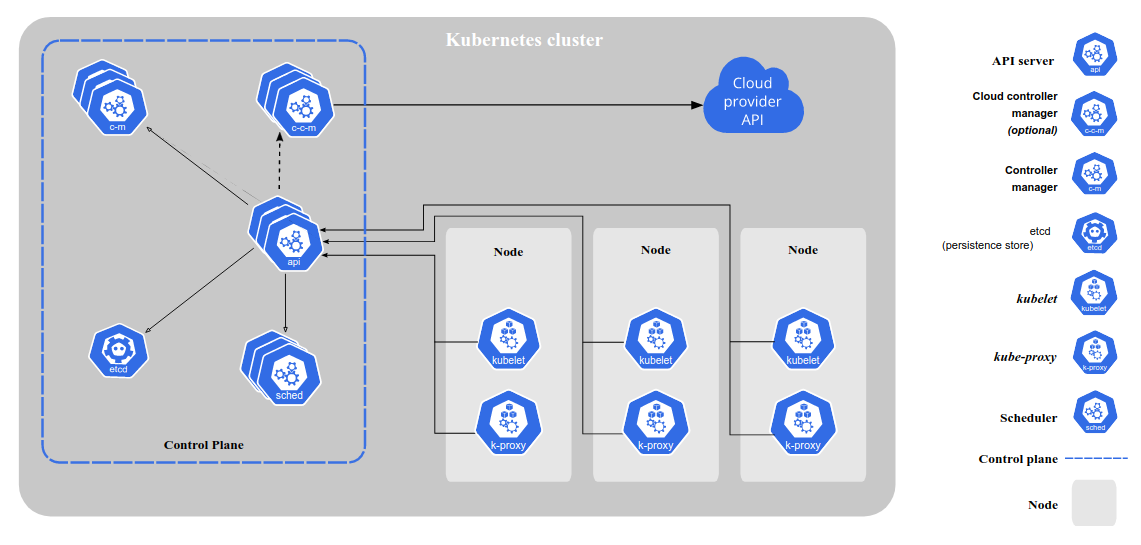 Kubernetes cluster
c-m
c-c-m
Cloud
provider
API
api
etcd
sched
Control Plane
Node
kubelet
k-proxy
Node
kubelet
k-proxy
Node
kubelet
k-proxy
API server
api
Cloud controller
manager
(optional)
c-c-m
Controller
manager
c-m
etcd
(persistence store)
etcd
kubelet
kubelet
kube-proxy
k-proxy
Scheduler
sched
Control plane
Node